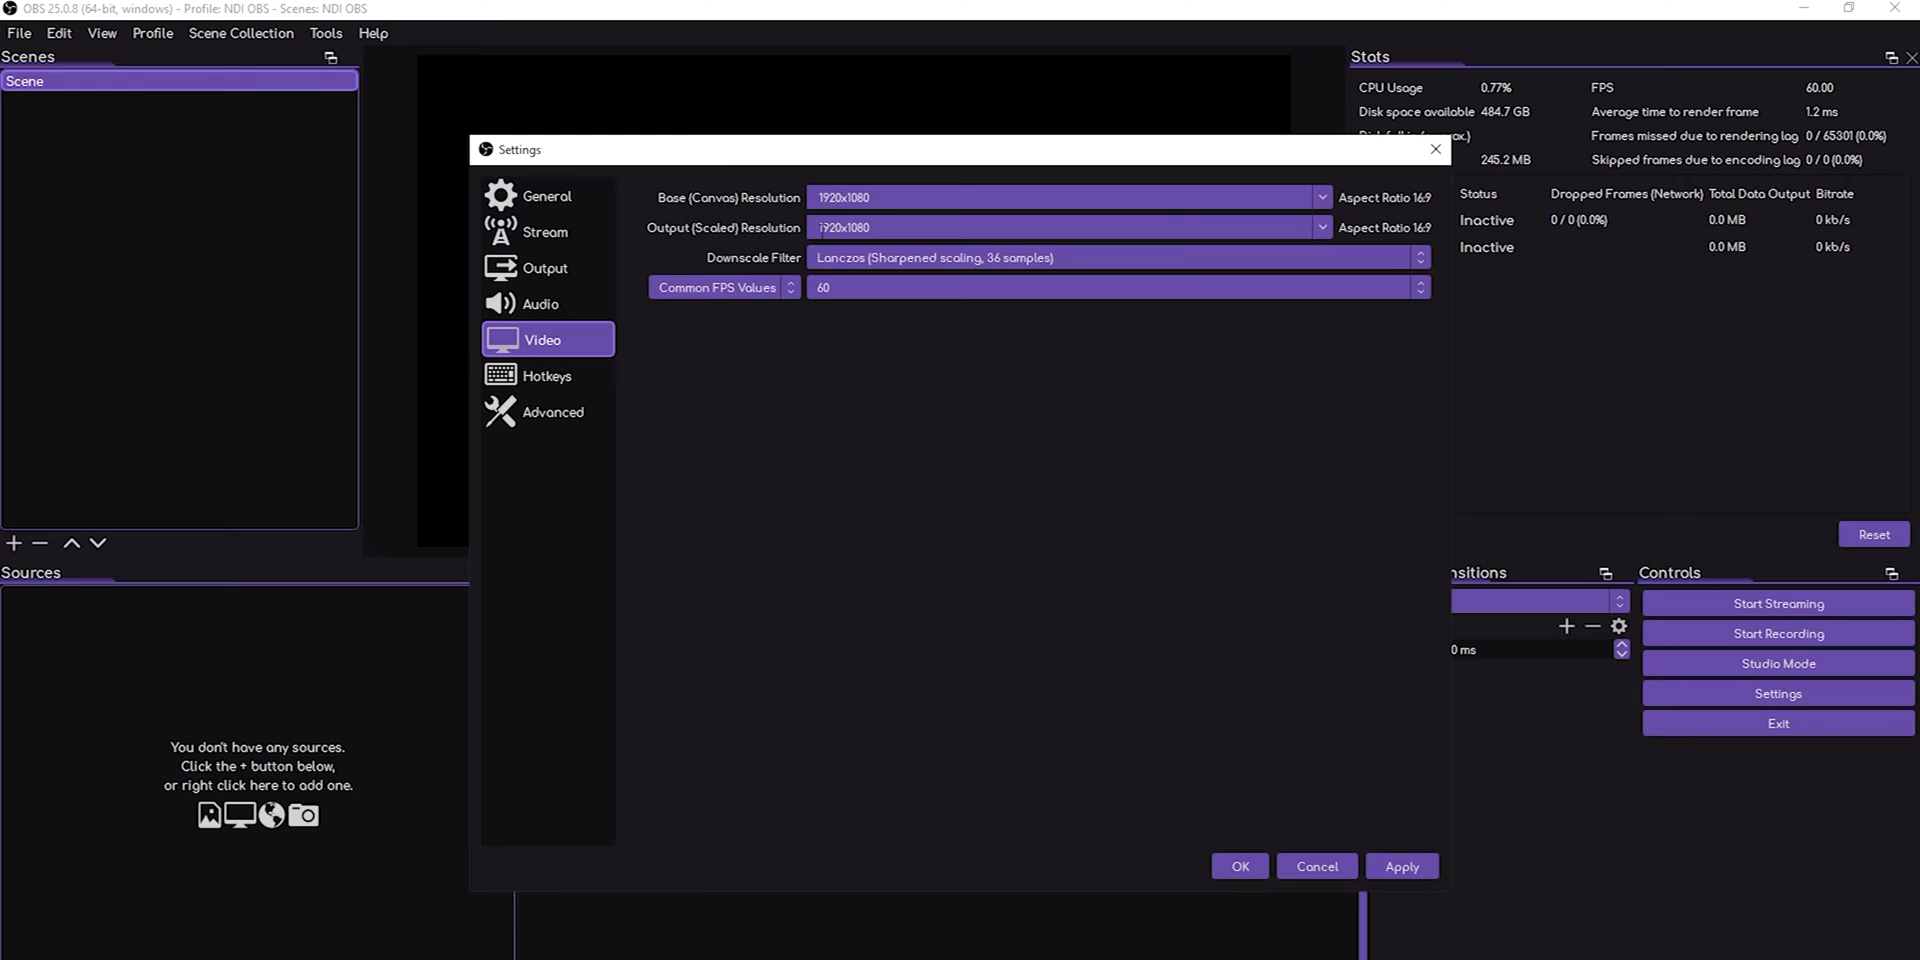 OBS 25.0.8 (64-bit, windows) - Profile: NDI OBS - Scenes: NDI OBS
File Edit View Profile Scene Collection Tools Help
Scenes
Scene
Stats
CPU Usage 0.77% FPS 60.00
Disk space available 484.7 GB Average time to render frame 1.2 ms
Frames missed due to rendering lag 0 / 65301 (0.0%)
245.2 MB Skipped frames due to encoding lag 0 / 0 (0.0%)
Status Dropped Frames (Network) Total Data Output Bitrate
Inactive 0 / 0 (0.0%) 0.0 MB 0 kb/s
Inactive 0.0 MB 0 kb/s
Reset
Settings
General
Stream
Output
Audio
Video
Hotkeys
Advanced
Base (Canvas) Resolution 1920x1080 Aspect Ratio 16:9
Output (Scaled) Resolution 1920x1080 Aspect Ratio 16:9
Downscale Filter Lanczos (Sharpened scaling, 36 samples)
Common FPS Values 60
OK Cancel Apply
Sources
You don't have any sources.
Click the + button below,
or right click here to add one.
nsitions
0 ms
Controls
Start Streaming
Start Recording
Studio Mode
Settings
Exit